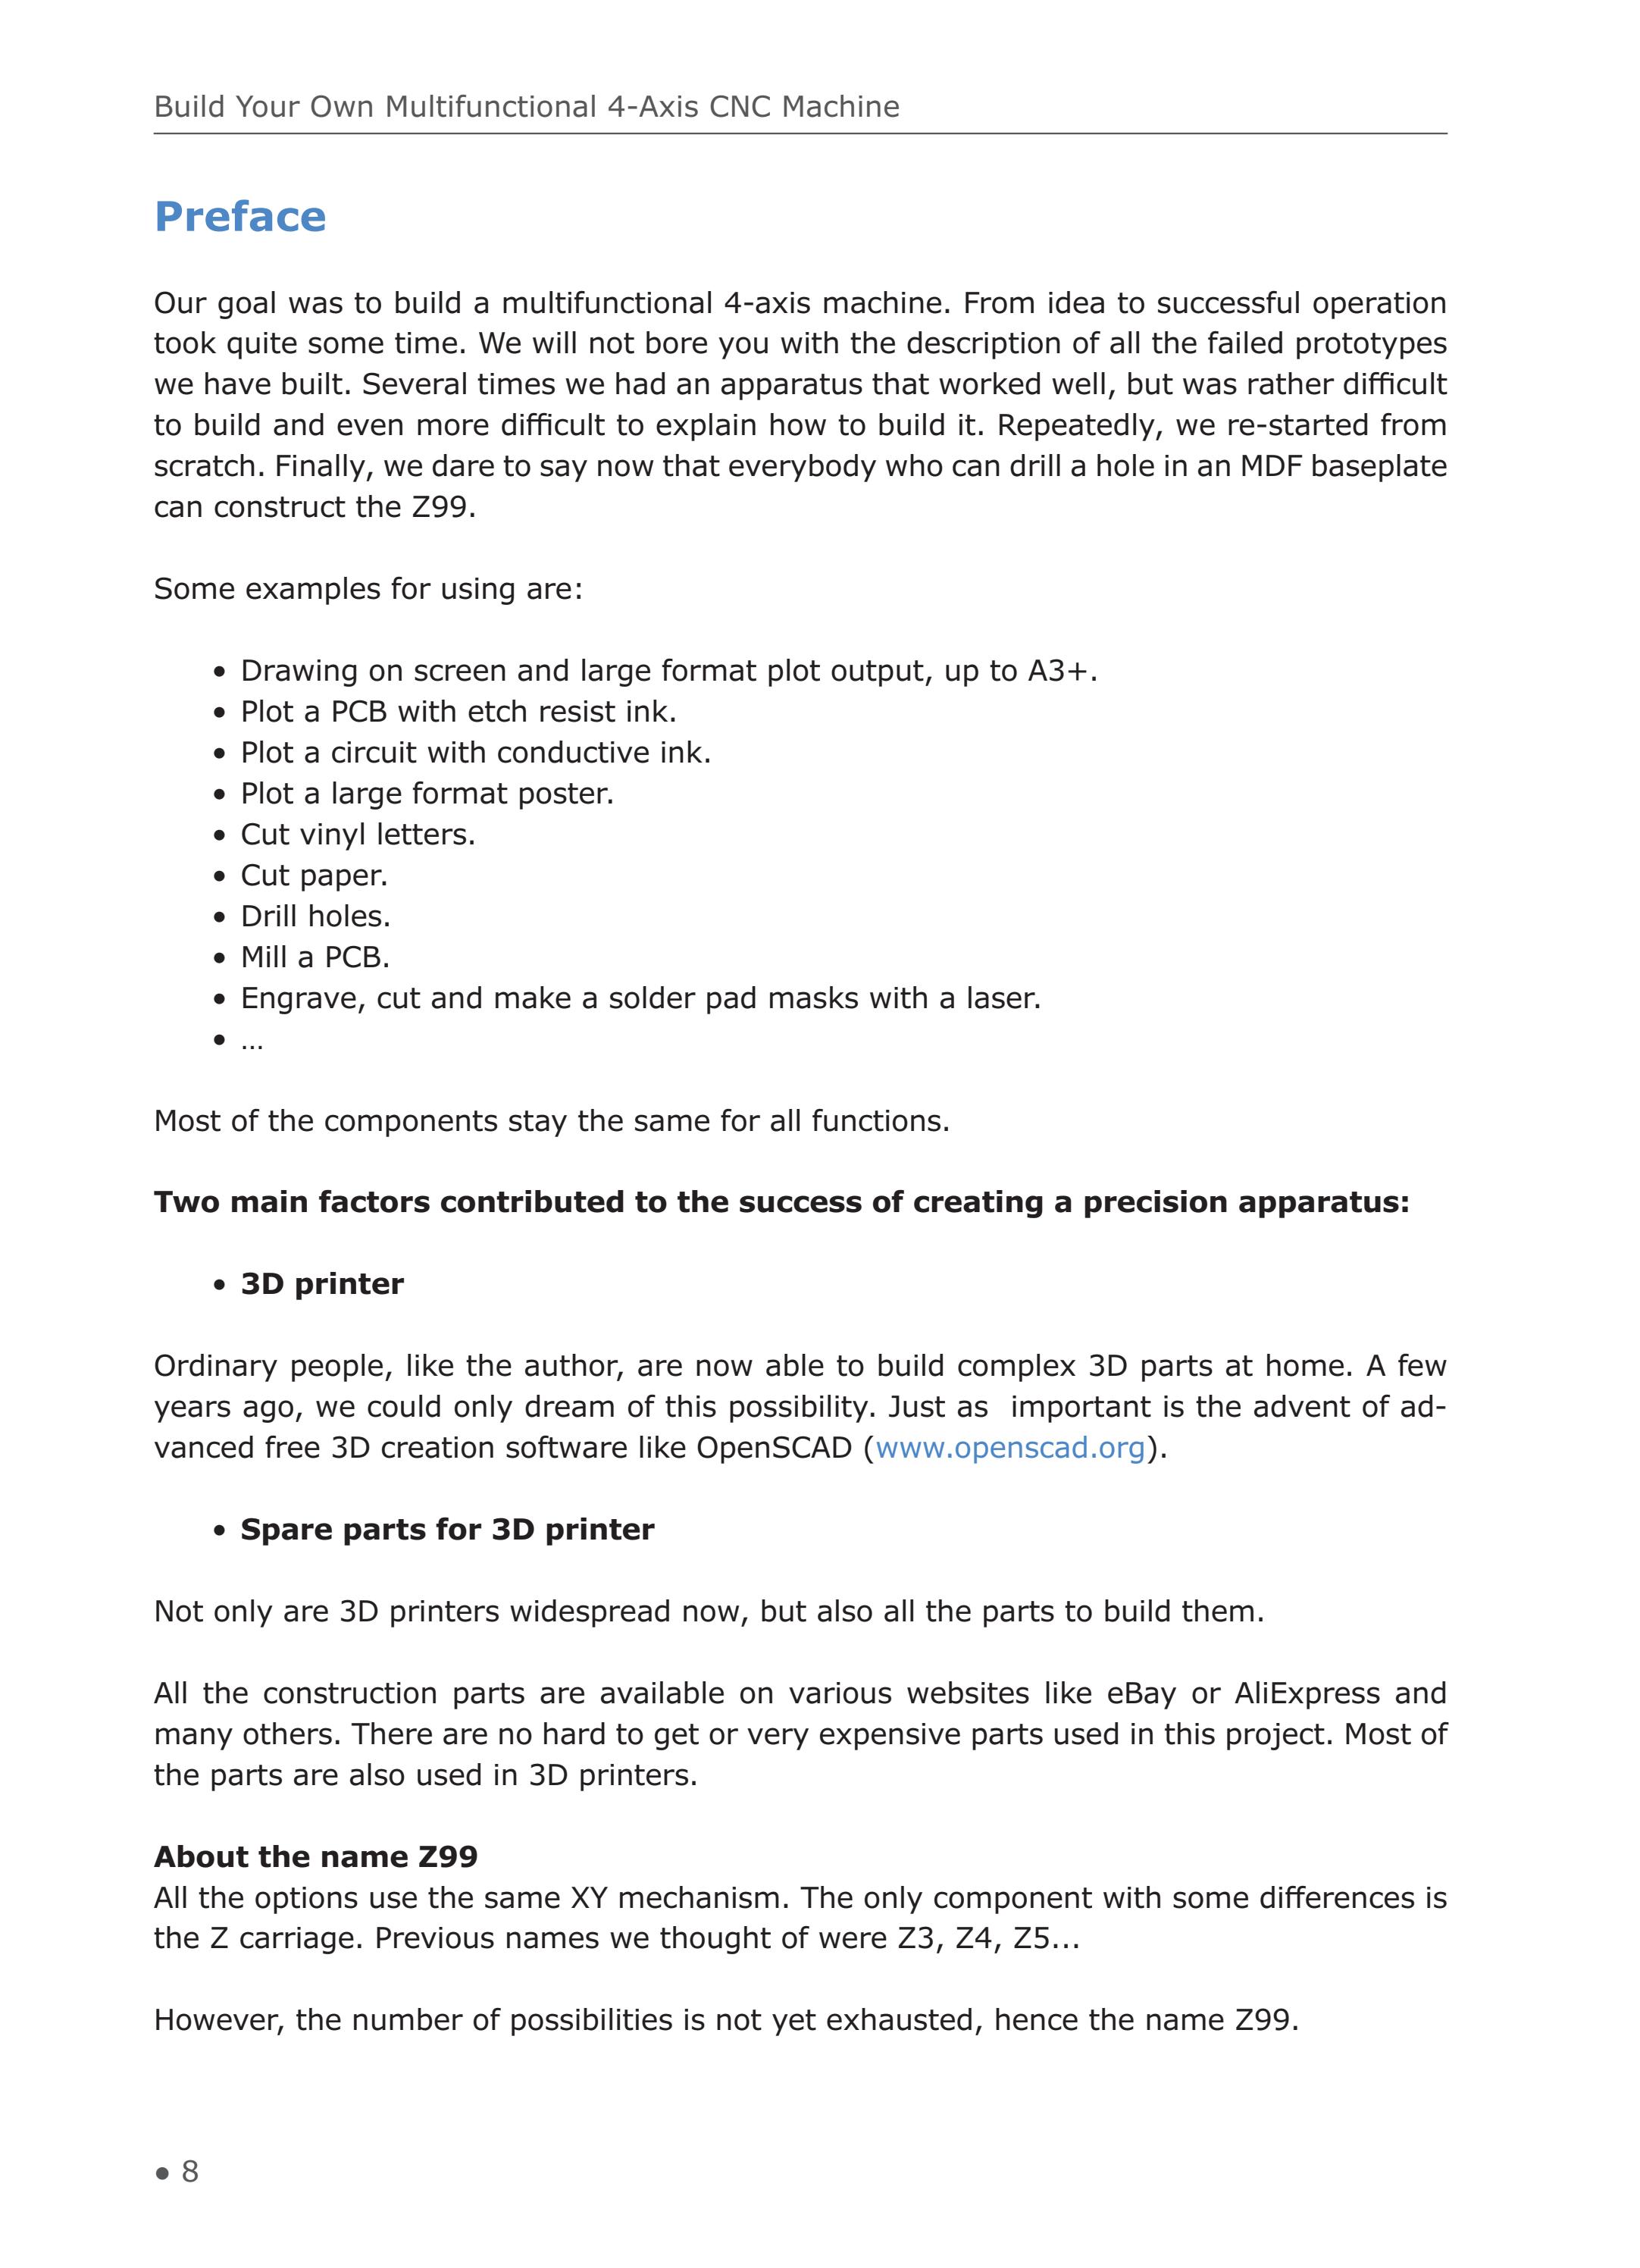 Build Your Own Multifunctional 4-Axis CNC Machine
Preface
Our goal was to build a multifunctional 4-axis machine. From idea to successful operation
took quite some time. We will not bore you with the description of all the failed prototypes
we have built. Several times we had an apparatus that worked well, but was rather difficult
to build and even more difficult to explain how to build it. Repeatedly, we re-started from
scratch. Finally, we dare to say now that everybody who can drill a hole in an MDF baseplate
can construct the Z99.
Some examples for using are:
• Drawing on screen and large format plot output, up to A3+.
• Plot a PCB with etch resist ink.
• Plot a circuit with conductive ink.
• Plot a large format poster.
• Cut vinyl letters.
• Cut paper.
• Drill holes.
• Mill a PCB.
• Engrave, cut and make a solder pad masks with a laser.
• …
Most of the components stay the same for all functions.
Two main factors contributed to the success of creating a precision apparatus:
• 3D printer
Ordinary people, like the author, are now able to build complex 3D parts at home. A few
years ago, we could only dream of this possibility. Just as  important is the advent of ad-
vanced free 3D creation software like OpenSCAD (www.openscad.org).
• Spare parts for 3D printer
Not only are 3D printers widespread now, but also all the parts to build them.
All the construction parts are available on various websites like eBay or AliExpress and
many others. There are no hard to get or very expensive parts used in this project. Most of
the parts are also used in 3D printers.
About the name Z99
All the options use the same XY mechanism. The only component with some differences is
the Z carriage. Previous names we thought of were Z3, Z4, Z5...
However, the number of possibilities is not yet exhausted, hence the name Z99.
● 8